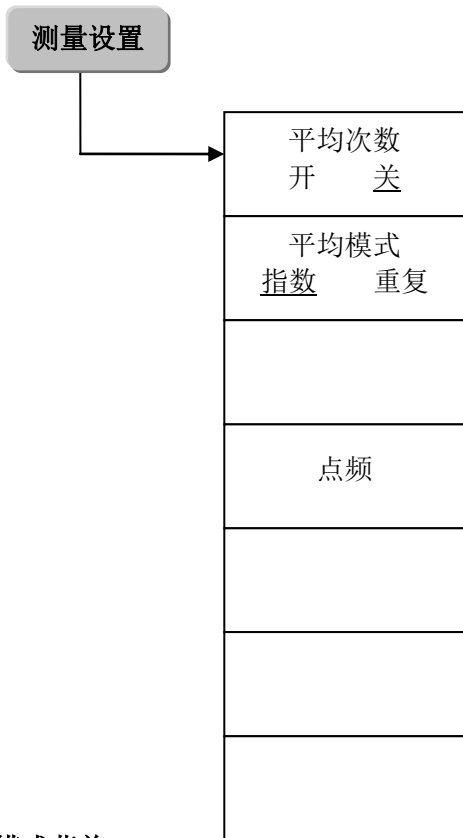 测量设置
平均次数
开 关
平均模式
指数 重复
点频